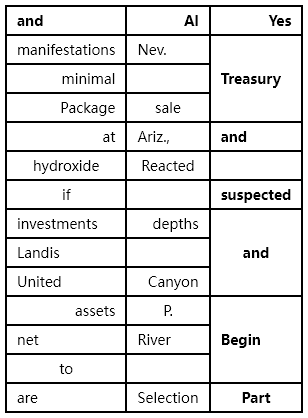 and AI Yes
manifestations Nev.
minimal Treasury
Package sale
at Ariz., and
hydroxide Reacted
if suspected
investments depths
Landis and
United Canyon
assets P.
net River Begin
to
are Selection Part